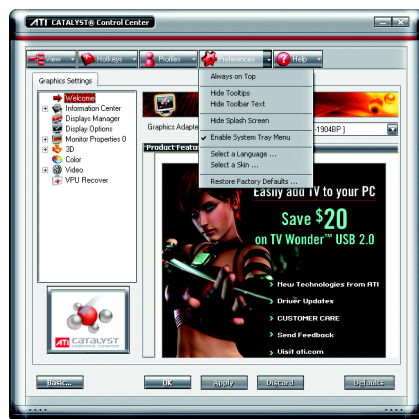 ATI CATALYST® Control Center
View
Hotkeys
Profiles
Preferences
Help
Graphics Settings
Welcome
Information Center
Displays Manager
Display Options
Monitor Properties 0
3D
Color
Video
VPU Recover
Always on Top
Hide Tooltips
Hide Toolbar Text
Hide Splash Screen
Enable System Tray Menu
Select a Language ...
Select a Skin ...
Restore Factory Defaults ...
Graphics Adapte
-1904BP ]
Product Featur
Easily add TV to your PC
Save $20
on TV Wonder™ USB 2.0
New Technologies from ATI
Driver Updates
CUSTOMER CARE
Send Feedback
Visit ati.com
ATI CATALYST
CONTROL CENTER
Basic...
OK
Apply
Discard
Defaults